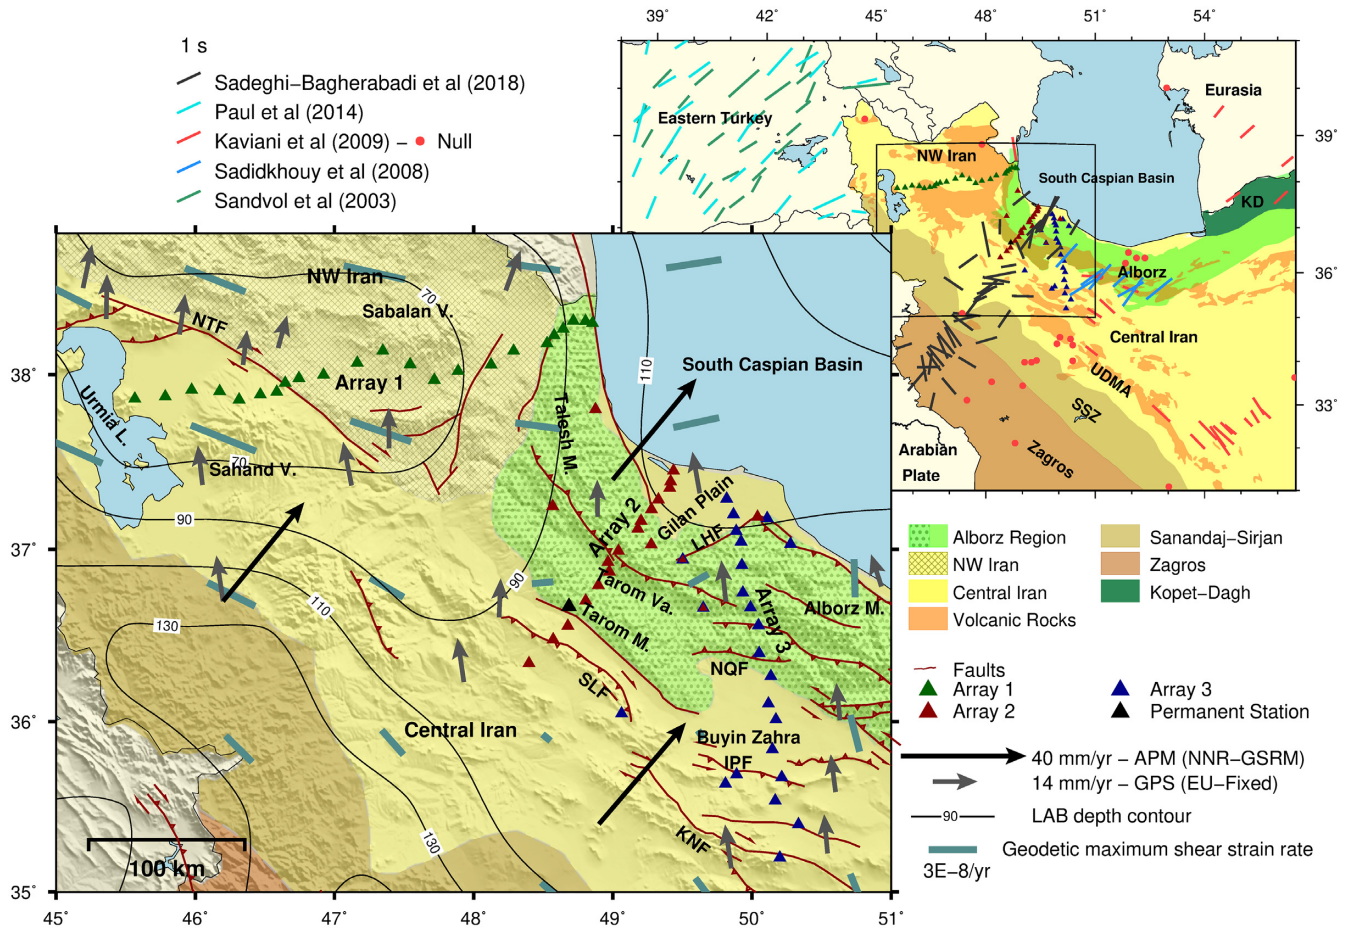 1 s
Sadeghi−Bagherabadi et al (2018)
Paul et al (2014)
Kaviani et al (2009) − Null
Sadidkhouy et al (2008)
Sandvol et al (2003)
39˚ 42˚ 45˚ 48˚ 51˚ 54˚
Eurasia
Eastern Turkey
39˚
NW Iran
South Caspian Basin
KD
36˚
Alborz
Central Iran
UDMA
33˚
SSZ
Arabian
Plate
Zagros
NW Iran
70
Sabalan V.
NTF
38˚
Array 1
110
South Caspian Basin
Urmia L.
Talesh M.
70
Sahand V.
90
Array 2
Gilan Plain
LHF
37˚
90
Tarom Va.
110
Alborz M.
Array 3
130
Tarom M.
NQF
SLF
36˚
Central Iran
Buyin Zahra
IPF
130
KNF
100 km
35˚
45˚ 46˚ 47˚ 48˚ 49˚ 50˚ 51˚
Alborz Region
NW Iran
Central Iran
Volcanic Rocks
Sanandaj−Sirjan
Zagros
Kopet−Dagh
Faults
Array 1
Array 2
Array 3
Permanent Station
40 mm/yr − APM (NNR−GSRM)
14 mm/yr − GPS (EU−Fixed)
90 LAB depth contour
Geodetic maximum shear strain rate
3E−8/yr